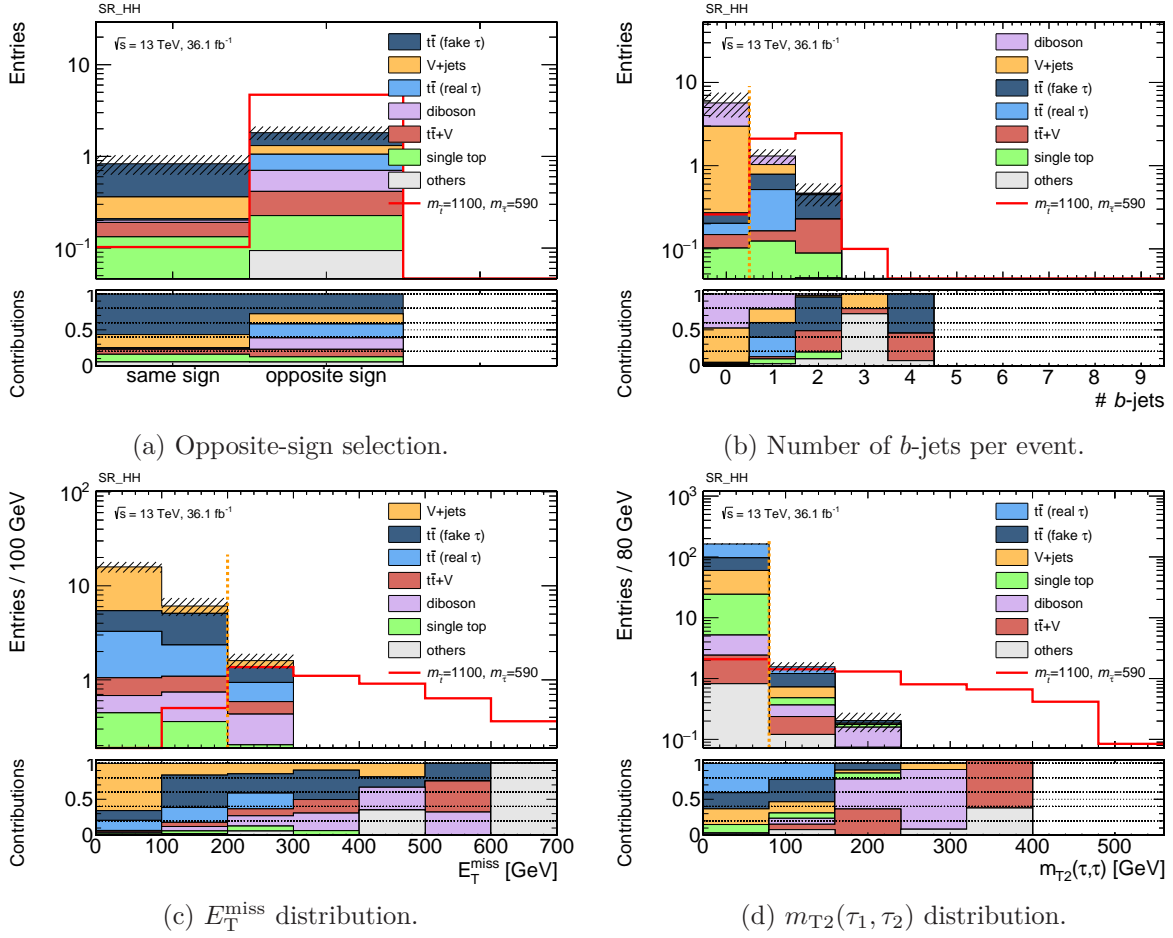 SR_HH
Entries
√s = 13 TeV, 36.1 fb⁻¹
10
1
10⁻¹
tt̄ (fake τ)
V+jets
tt̄ (real τ)
diboson
tt̄+V
single top
others
m_t̃=1100, m_τ̃=590
Contributions
1
0.5
0
same sign
opposite sign
(a) Opposite-sign selection.
SR_HH
Entries
√s = 13 TeV, 36.1 fb⁻¹
10
1
10⁻¹
diboson
V+jets
tt̄ (fake τ)
tt̄ (real τ)
tt̄+V
single top
others
m_t̃=1100, m_τ̃=590
Contributions
1
0.5
0
0 1 2 3 4 5 6 7 8 9
# b-jets
(b) Number of b-jets per event.
SR_HH
Entries / 100 GeV
√s = 13 TeV, 36.1 fb⁻¹
10²
10
1
V+jets
tt̄ (fake τ)
tt̄ (real τ)
tt̄+V
diboson
single top
others
m_t̃=1100, m_τ̃=590
Contributions
1
0.5
0
0 100 200 300 400 500 600 700
E_T^miss [GeV]
(c) E_T^miss distribution.
SR_HH
Entries / 80 GeV
√s = 13 TeV, 36.1 fb⁻¹
10³
10²
10
1
10⁻¹
tt̄ (real τ)
tt̄ (fake τ)
V+jets
single top
diboson
tt̄+V
others
m_t̃=1100, m_τ̃=590
Contributions
1
0.5
0
0 100 200 300 400 500
m_T2(τ,τ) [GeV]
(d) m_T2(τ₁, τ₂) distribution.